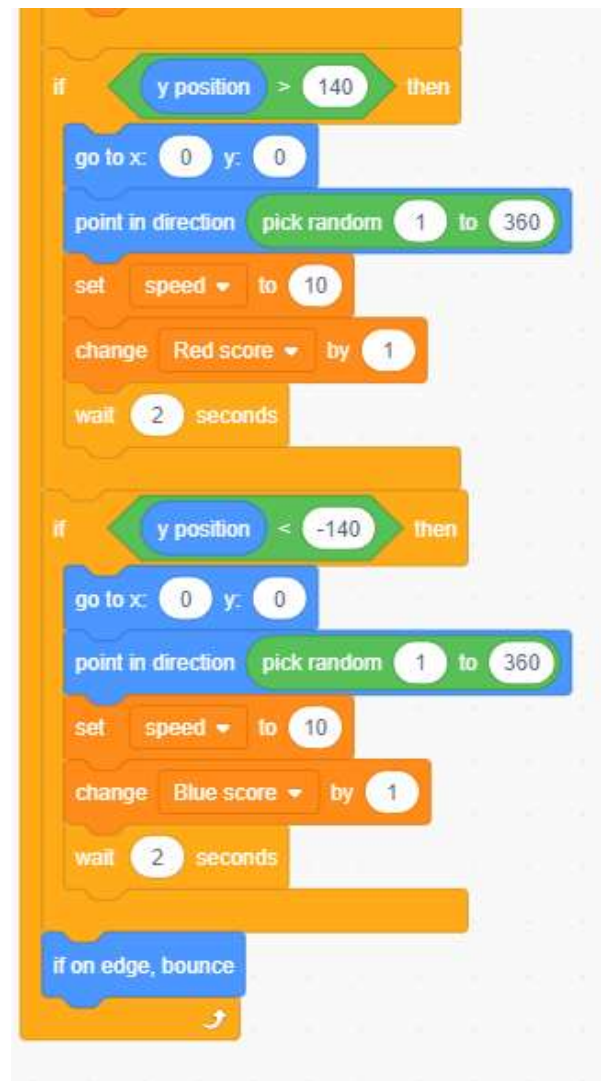 if y position > 140 then
go to x: 0 y: 0
point in direction pick random 1 to 360
set speed to 10
change Red score by 1
wait 2 seconds
if y position < -140 then
go to x: 0 y: 0
point in direction pick random 1 to 360
set speed to 10
change Blue score by 1
wait 2 seconds
if on edge, bounce